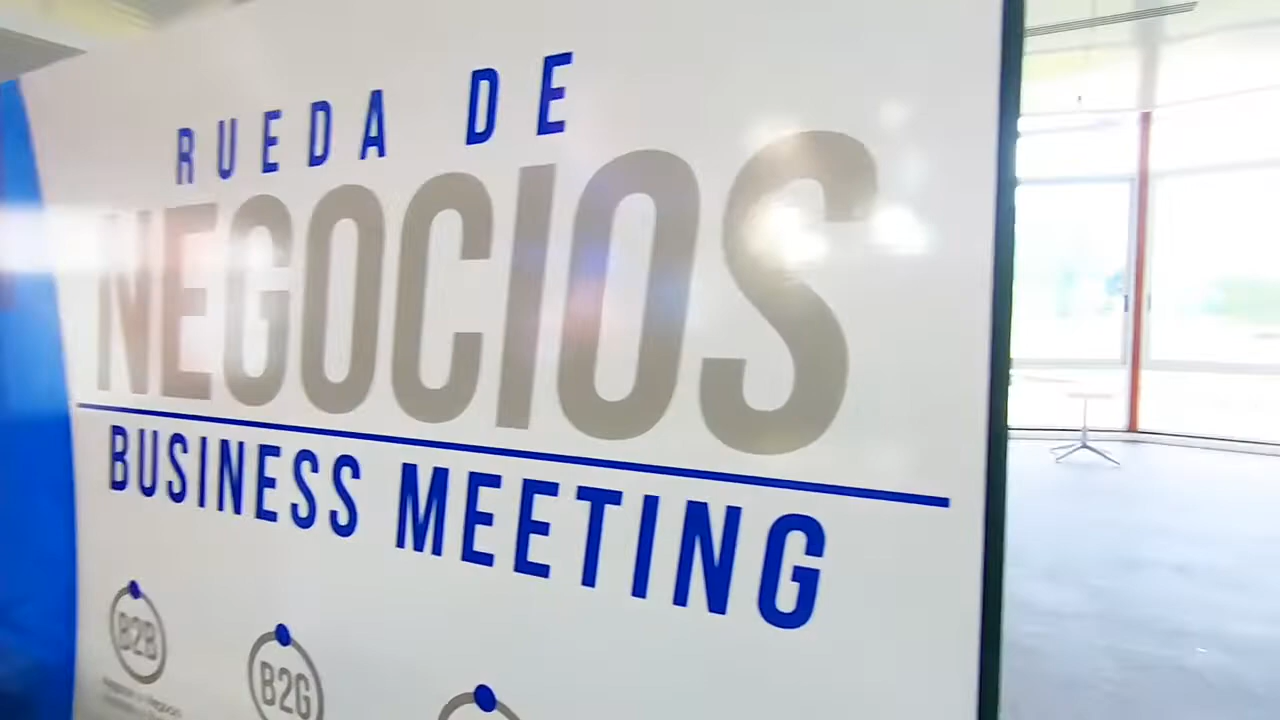 RUEDA DE
NEGOCIOS
BUSINESS MEETING
B2B
B2G